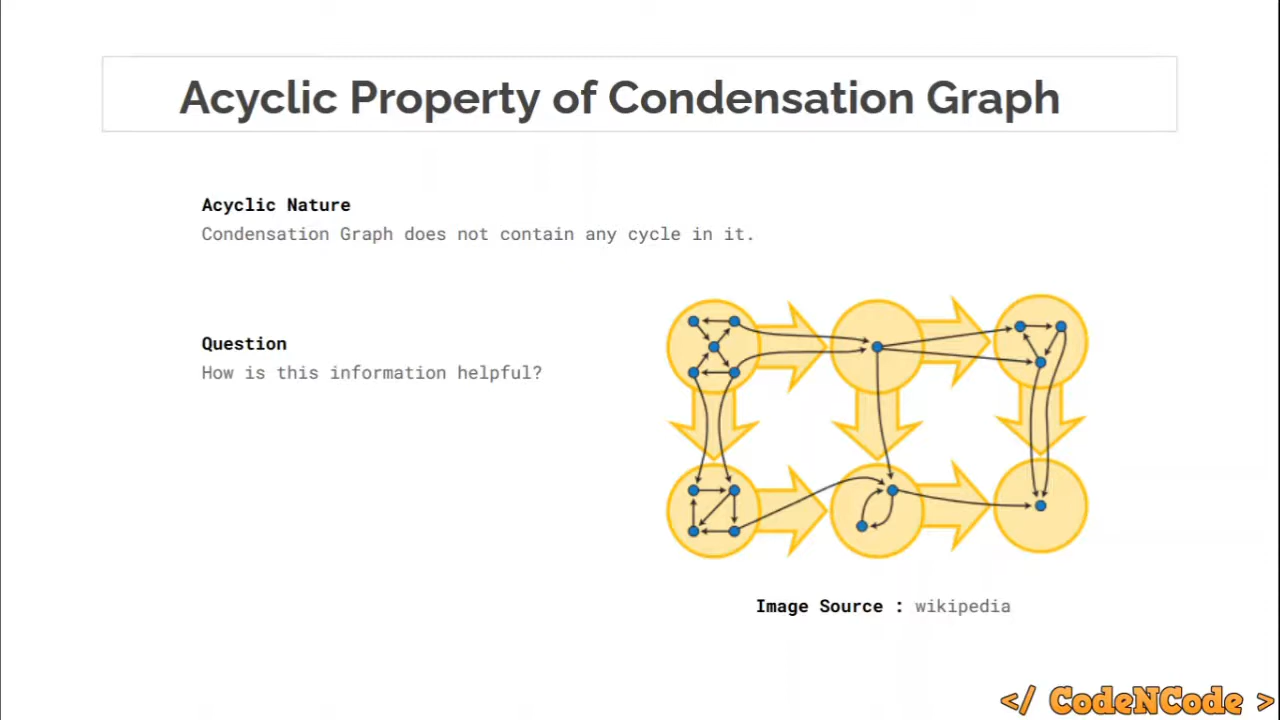 Acyclic Property of Condensation Graph
Acyclic Nature
Condensation Graph does not contain any cycle in it.
Question
How is this information helpful?
Image Source : wikipedia
</ CodeNCode >